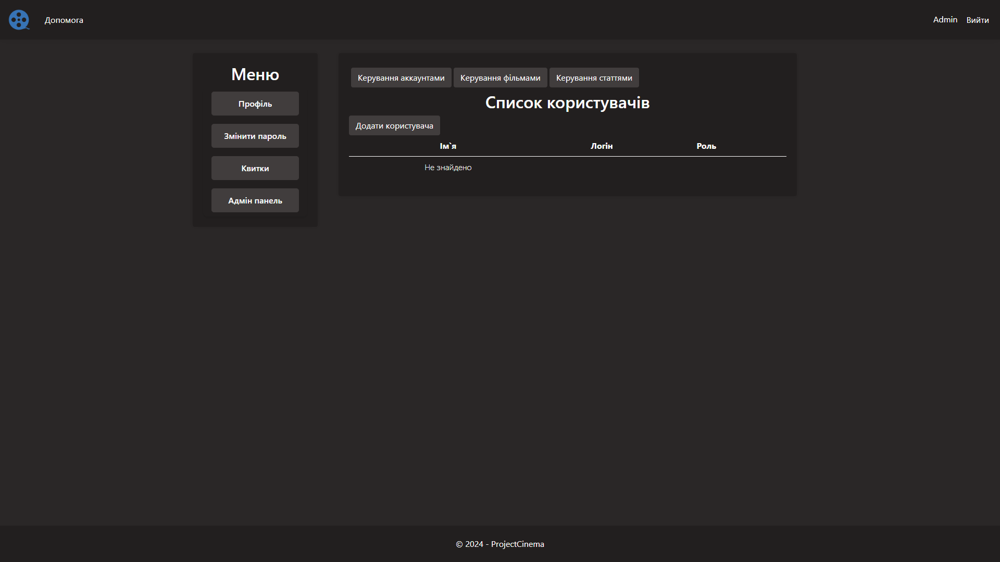 Допомога
Admin
Вийти
Меню
Профіль
Змінити пароль
Квитки
Адмін панель
Керування аккаунтами
Керування фільмами
Керування статтями
Список користувачів
Додати користувача
Ім`я
Логін
Роль
Не знайдено
© 2024 - ProjectCinema